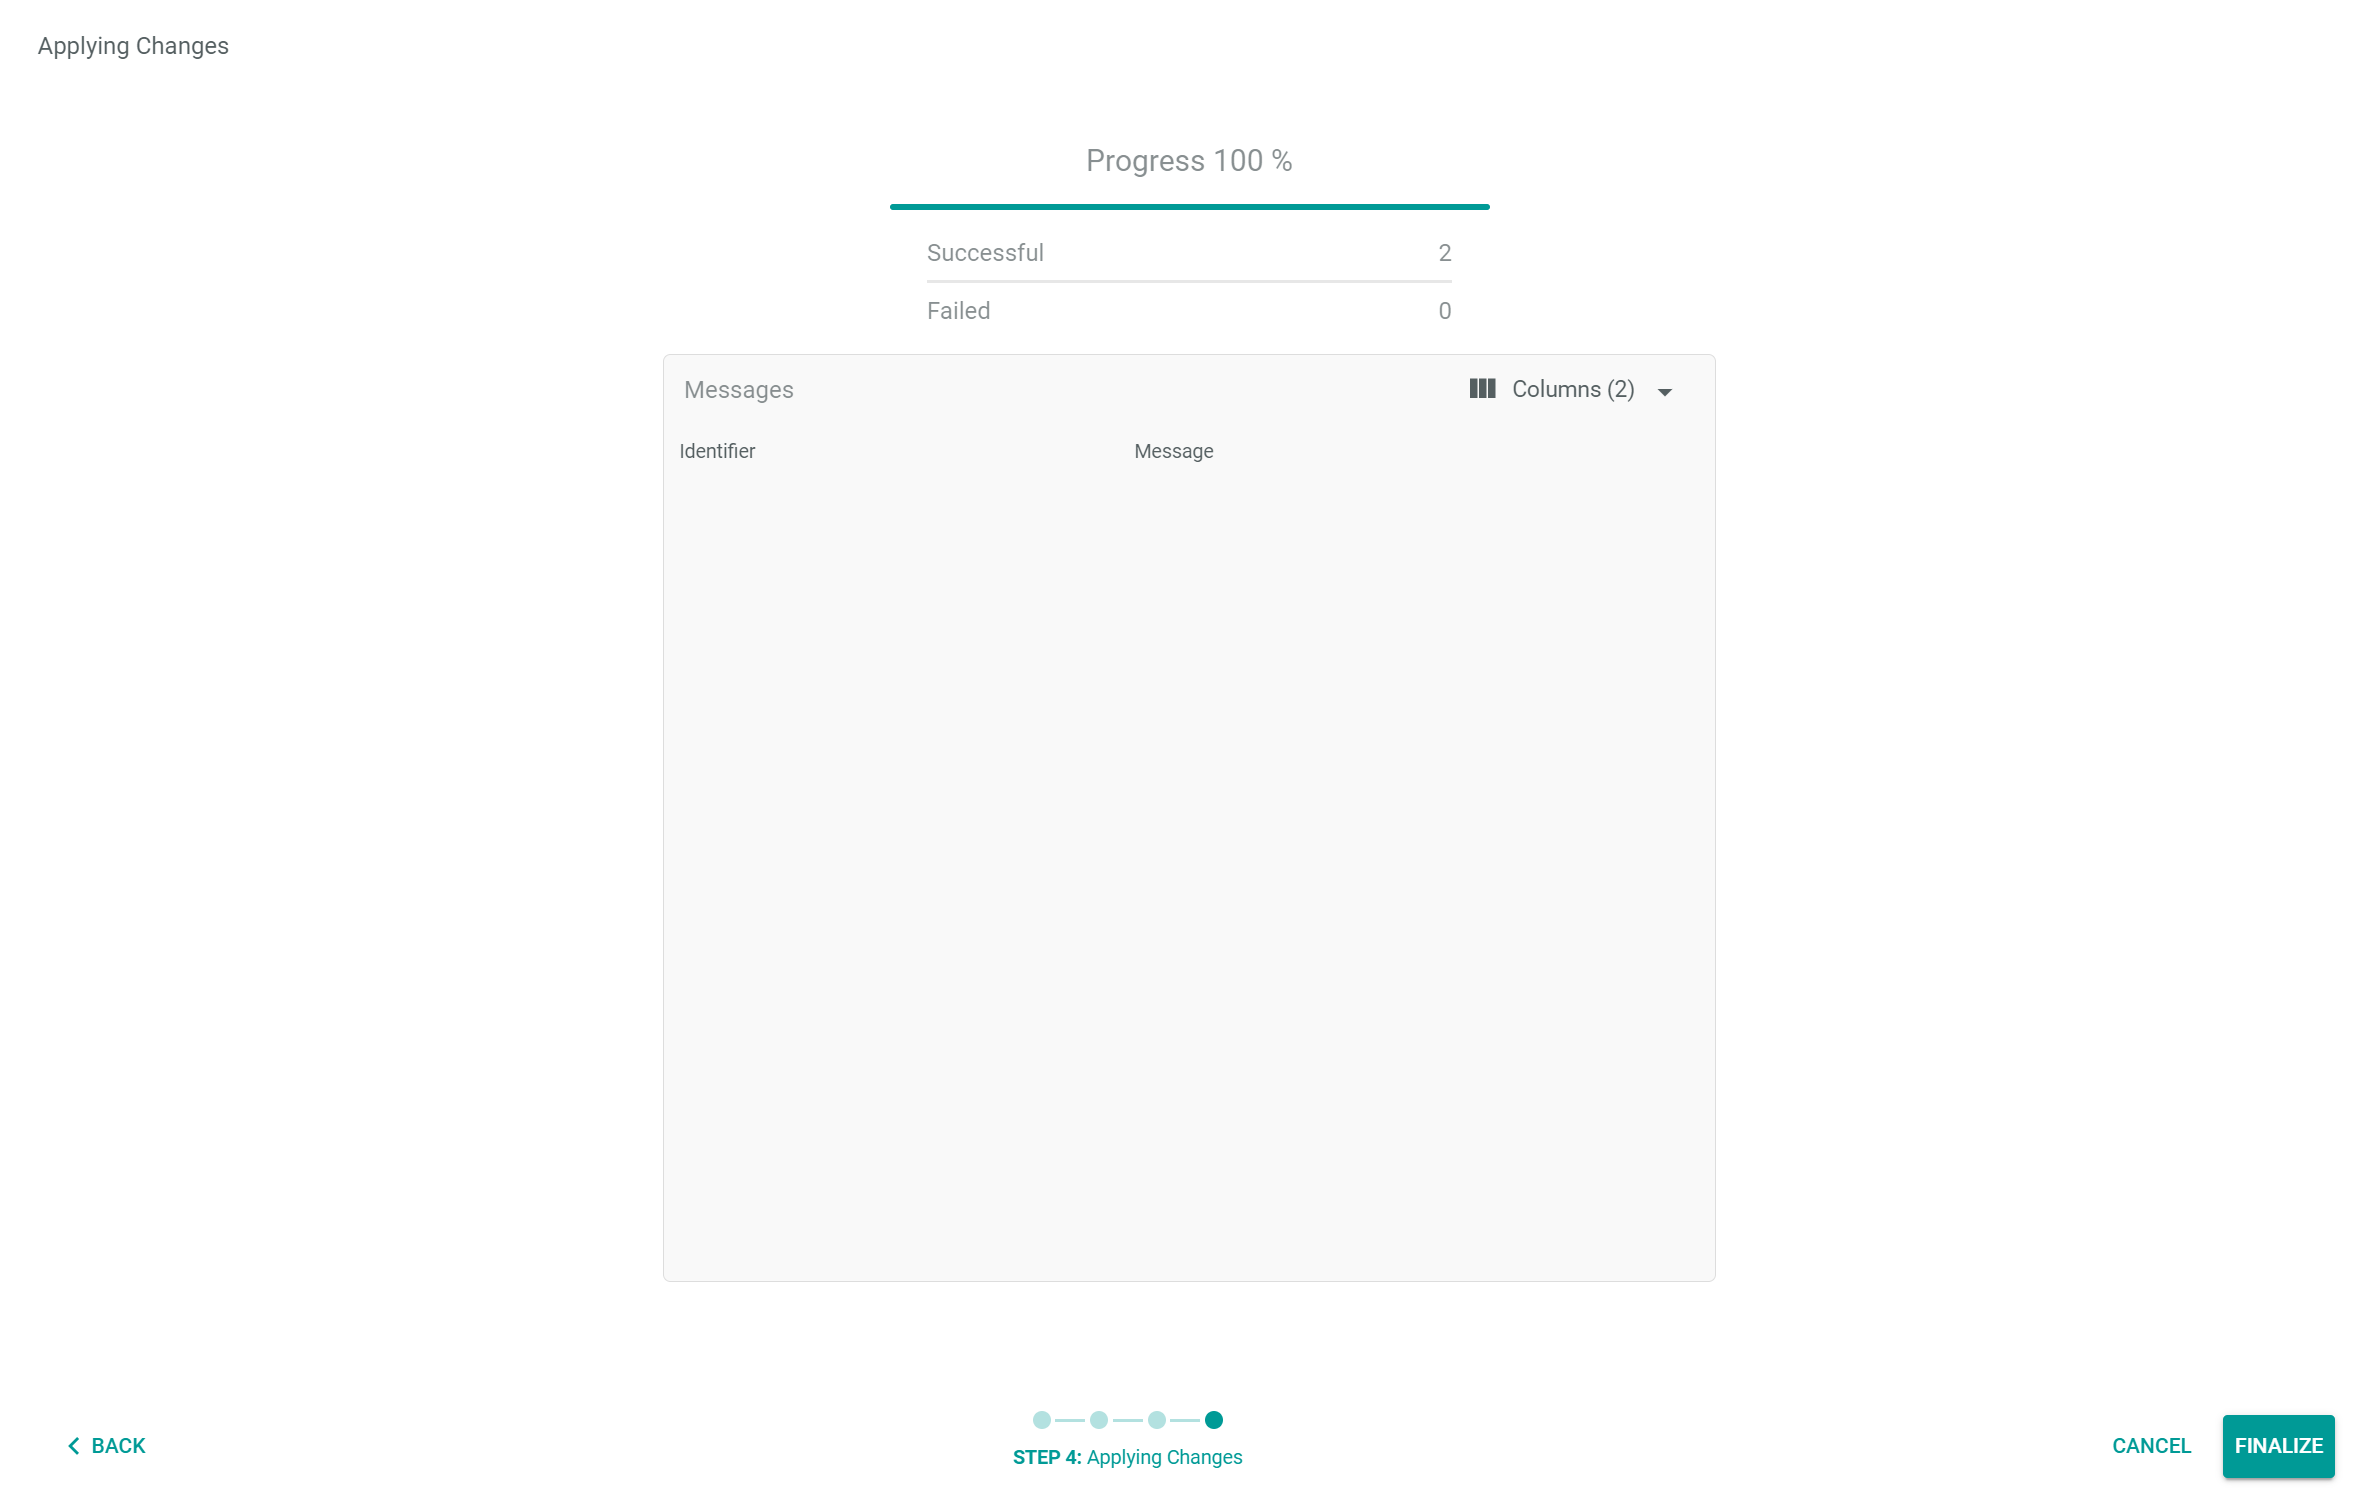 Applying Changes
Progress 100 %
Successful 2
Failed 0
Messages Columns (2)
Identifier Message
BACK
STEP 4: Applying Changes
CANCEL FINALIZE